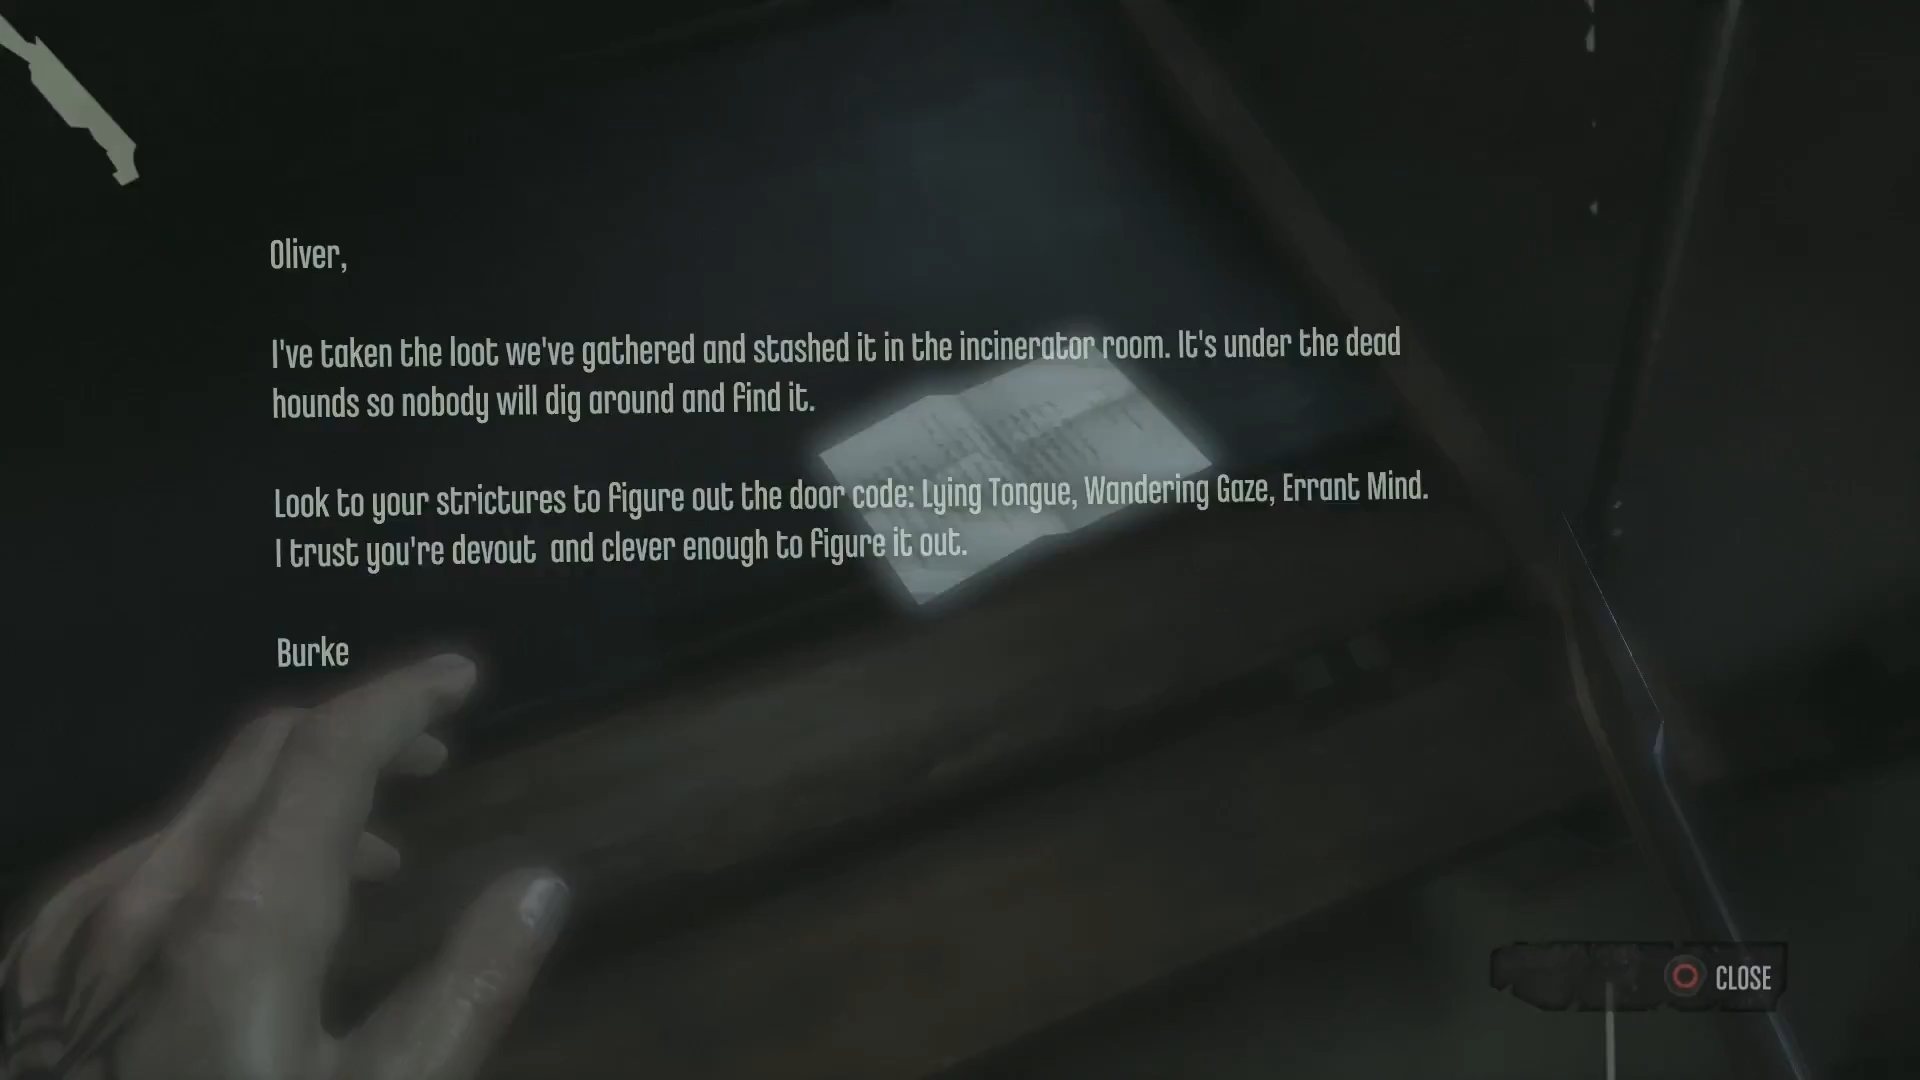 Oliver,
I've taken the loot we've gathered and stashed it in the incinerator room. It's under the dead
hounds so nobody will dig around and find it.
Look to your strictures to figure out the door code: Lying Tongue, Wandering Gaze, Errant Mind.
I trust you're devout and clever enough to figure it out.
Burke
CLOSE